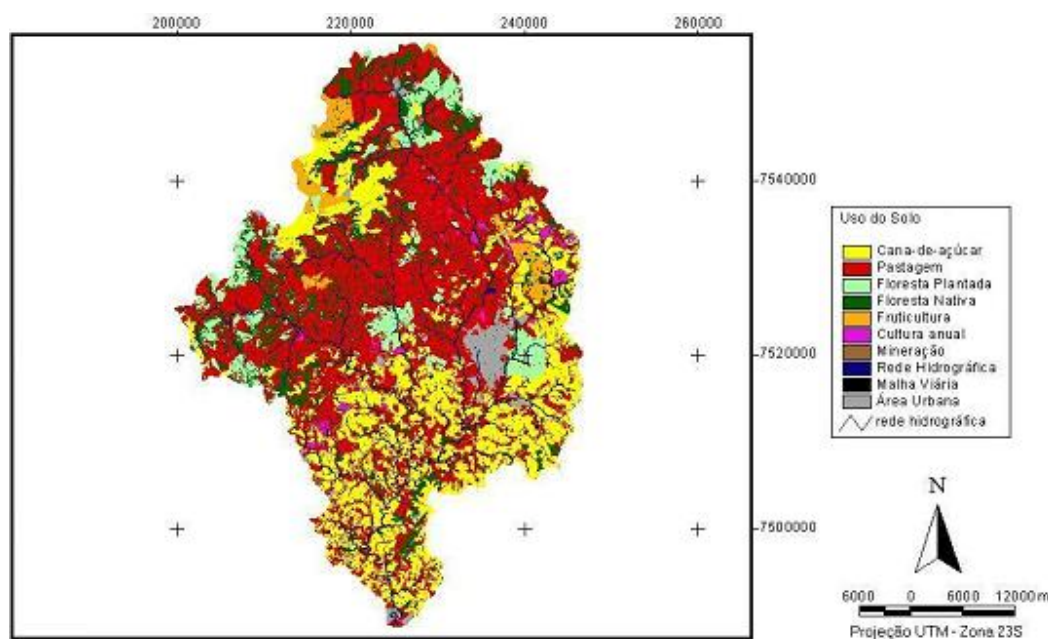 200000 220000 240000 260000
7540000
7520000
7500000
Uso do Solo
Cana-de-açúcar
Pastagem
Floresta Plantada
Floresta Nativa
Fruticultura
Cultura anual
Mineração
Rede Hidrográfica
Malha Viária
Área Urbana
rede hidrográfica
N
6000 0 6000 12000 m
Projeção UTM - Zona 23S